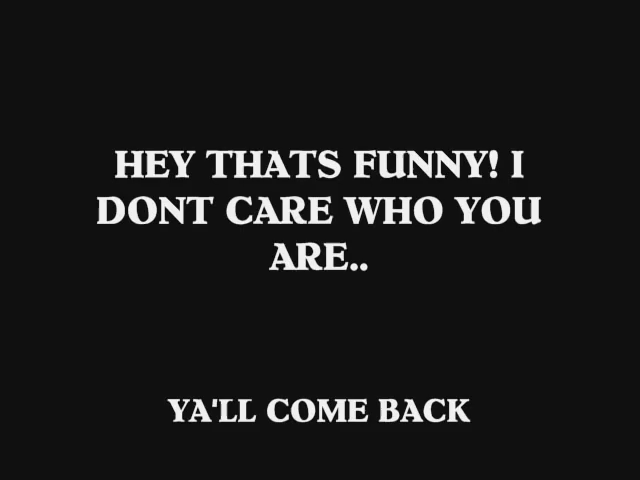 HEY THATS FUNNY! I
DONT CARE WHO YOU
ARE..
YA'LL COME BACK